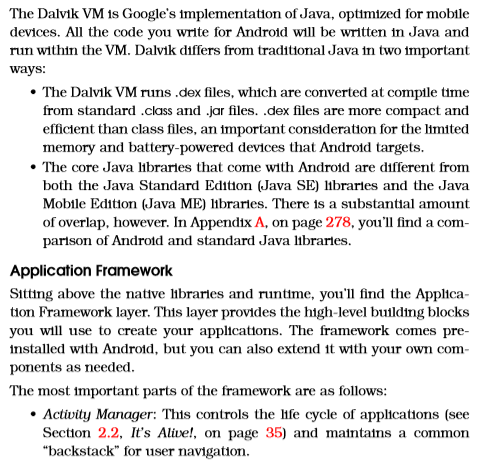 The Dalvik VM is Google's implementation of Java, optimized for mobile
devices. All the code you write for Android will be written in Java and
run within the VM. Dalvik differs from traditional Java in two important
ways:
• The Dalvik VM runs .dex files, which are converted at compile time
from standard .class and .jar files. .dex files are more compact and
efficient than class files, an important consideration for the limited
memory and battery-powered devices that Android targets.
• The core Java libraries that come with Android are different from
both the Java Standard Edition (Java SE) libraries and the Java
Mobile Edition (Java ME) libraries. There is a substantial amount
of overlap, however. In Appendix A, on page 278, you'll find a com-
parison of Android and standard Java libraries.
Application Framework
Sitting above the native libraries and runtime, you'll find the Applica-
tion Framework layer. This layer provides the high-level building blocks
you will use to create your applications. The framework comes pre-
installed with Android, but you can also extend it with your own com-
ponents as needed.
The most important parts of the framework are as follows:
• Activity Manager: This controls the life cycle of applications (see
Section 2.2, It's Alive!, on page 35) and maintains a common
"backstack" for user navigation.